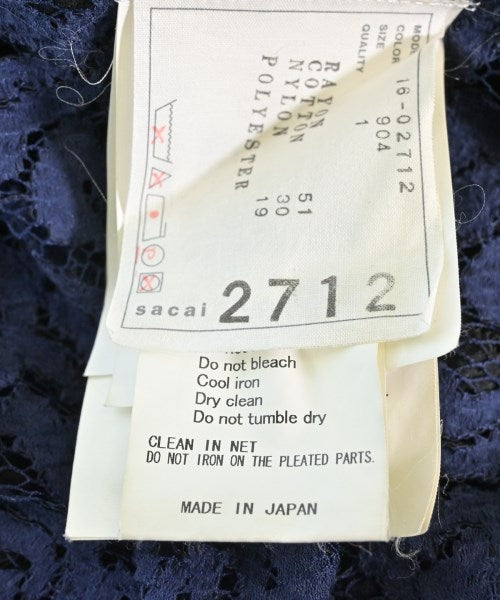 MODEL 16-02712
COLOR 904
SIZE 1
QUALITY
RAYON
COTTON 51
NYLON 30
POLYESTER 19
sacai 2712
Do not bleach
Cool iron
Dry clean
Do not tumble dry
CLEAN IN NET
DO NOT IRON ON THE PLEATED PARTS.
MADE IN JAPAN